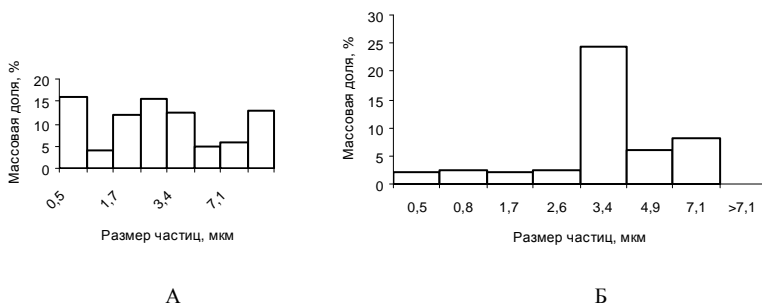 Массовая доля, %
20
15
10
5
0
0,5
1,7
3,4
7,1
Размер частиц, мкм
А
Массовая доля, %
30
25
20
15
10
5
0
0,5 0,8 1,7 2,6 3,4 4,9 7,1 >7,1
Размер частиц, мкм
Б